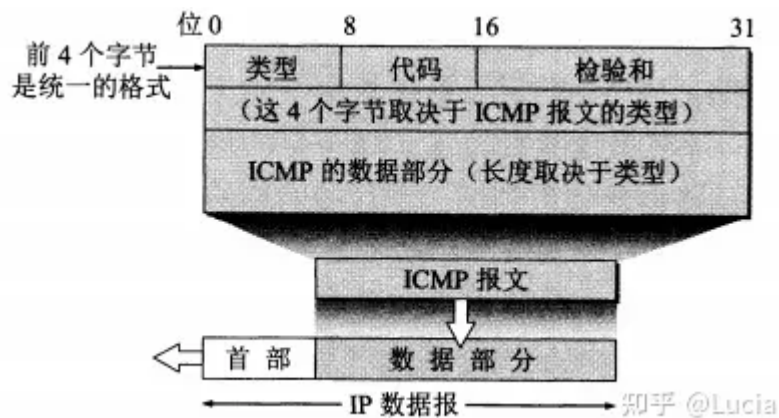 位 0 8 16 31
前 4 个字节
是统一的格式
类型 代码 检验和
（这 4 个字节取决于 ICMP 报文的类型）
ICMP 的数据部分（长度取决于类型）
ICMP 报文
首 部 数 据 部 分
IP 数据报
知乎 @Lucia